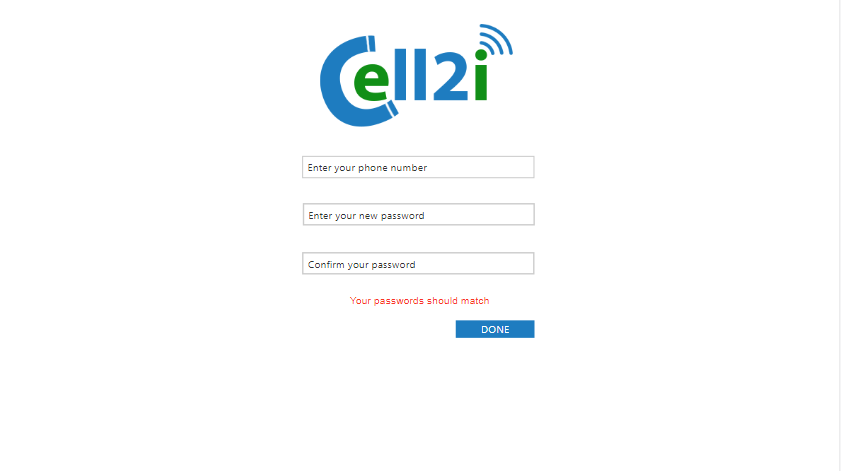 Cell2i
Enter your phone number
Enter your new password
Confirm your password
Your passwords should match
DONE